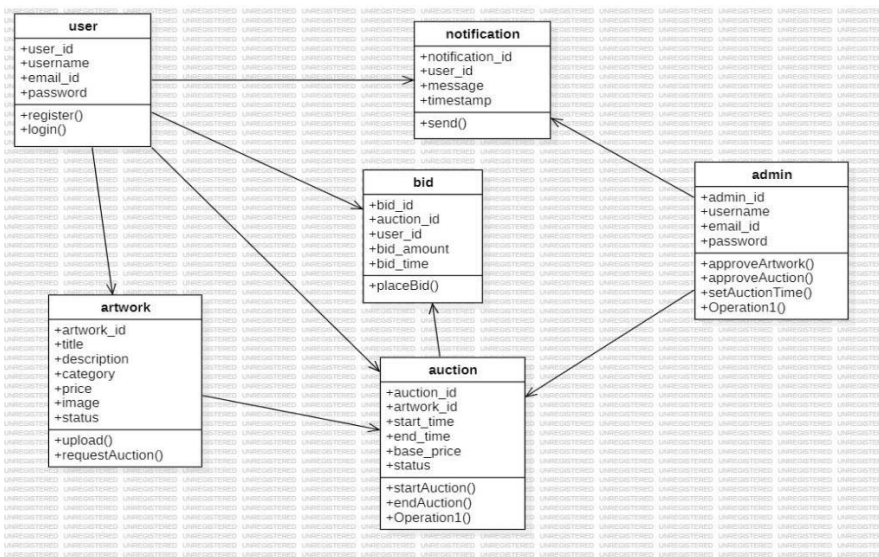 user
+user_id
+username
+email_id
+password
+register()
+login()
notification
+notification_id
+user_id
+message
+timestamp
+send()
bid
+bid_id
+auction_id
+user_id
+bid_amount
+bid_time
+placeBid()
admin
+admin_id
+username
+email_id
+password
+approveArtwork()
+approveAuction()
+setAuctionTime()
+Operation1()
artwork
+artwork_id
+title
+description
+category
+price
+image
+status
+upload()
+requestAuction()
auction
+auction_id
+artwork_id
+start_time
+end_time
+base_price
+status
+startAuction()
+endAuction()
+Operation1()
UNREGISTERED